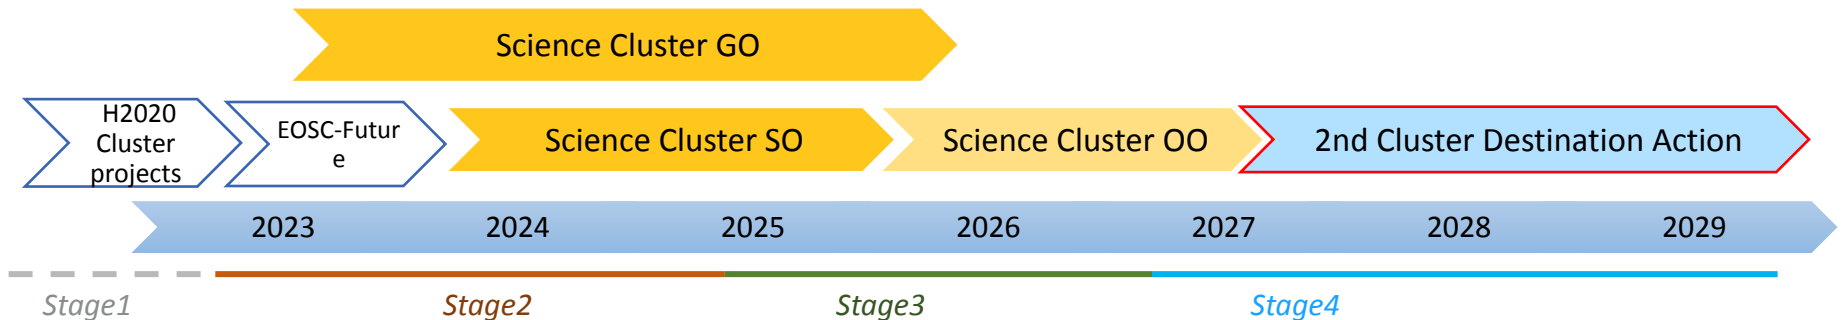 Science Cluster GO
H2020
Cluster
projects
EOSC-Futur
e
Science Cluster SO
Science Cluster OO
2nd Cluster Destination Action
2023
2024
2025
2026
2027
2028
2029
Stage1
Stage2
Stage3
Stage4